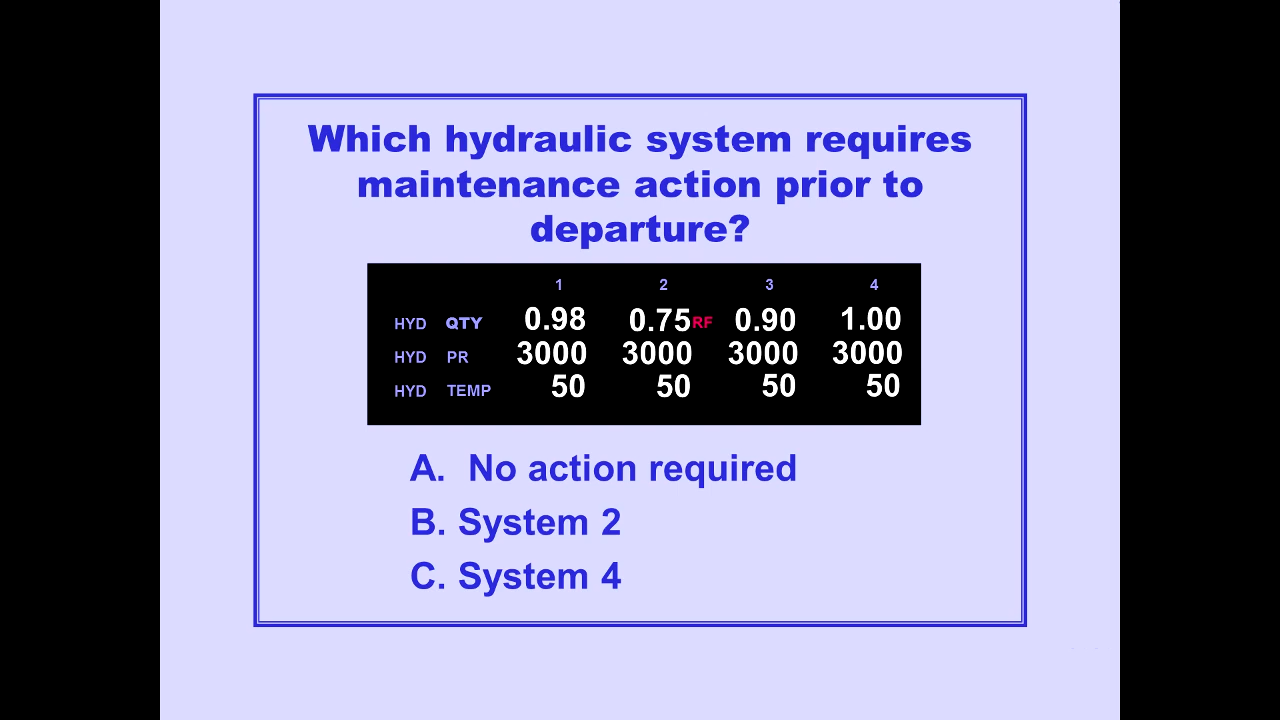 Which hydraulic system requires
maintenance action prior to
departure?
1 2 3 4
HYD QTY 0.98 0.75RF 0.90 1.00
HYD PR 3000 3000 3000 3000
HYD TEMP 50 50 50 50
A. No action required
B. System 2
C. System 4